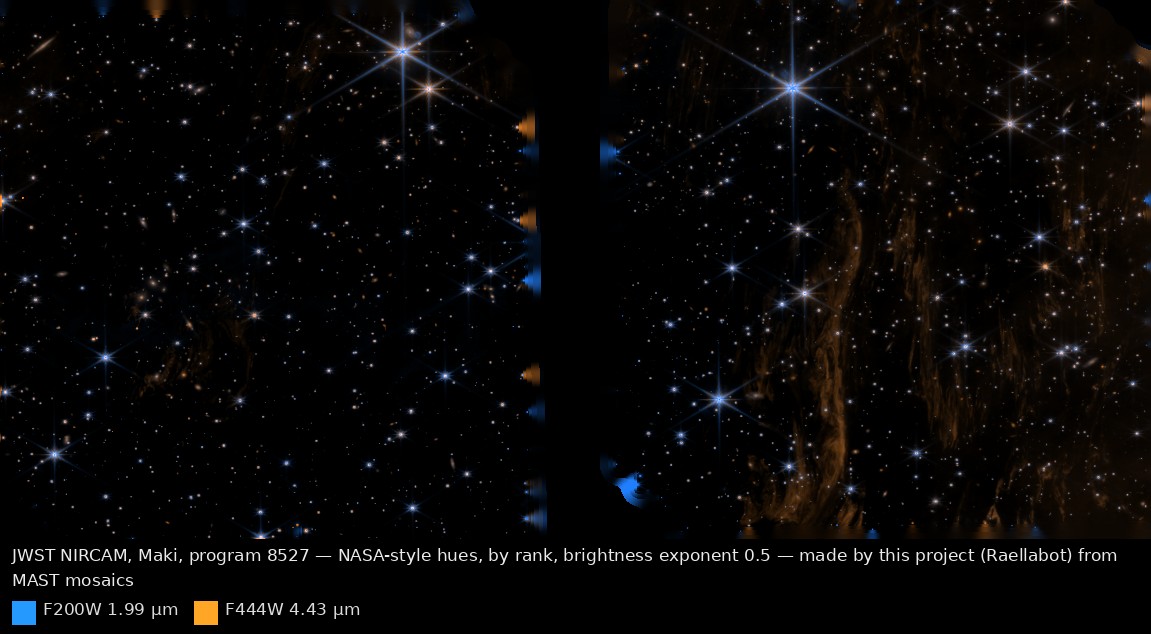 JWST NIRCAM, Maki, program 8527 — NASA-style hues, by rank, brightness exponent 0.5 — made by this project (Raellabot) from
MAST mosaics
F200W 1.99 µm F444W 4.43 µm